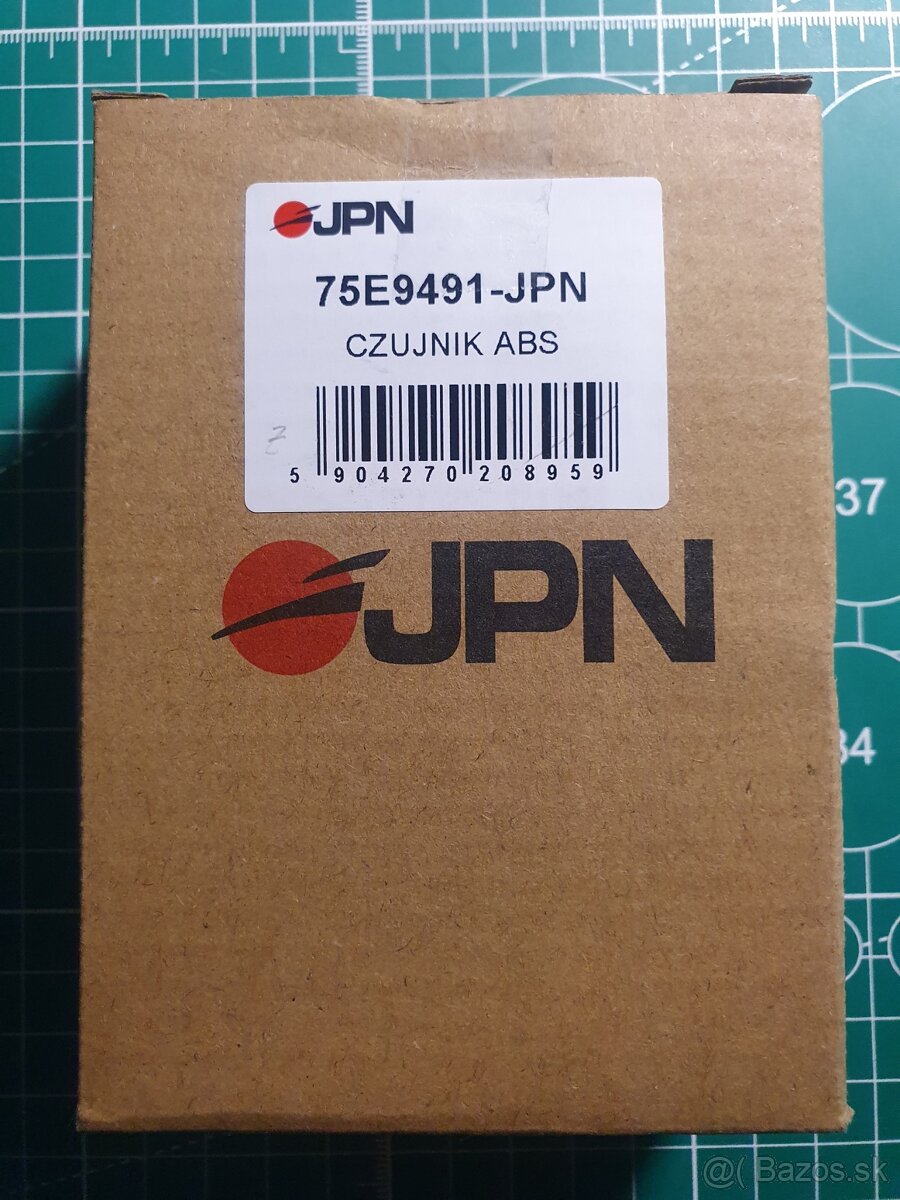 JPN
75E9491-JPN
CZUJNIK ABS
5 904270 208959
JPN
37
34
@( Bazos.sk